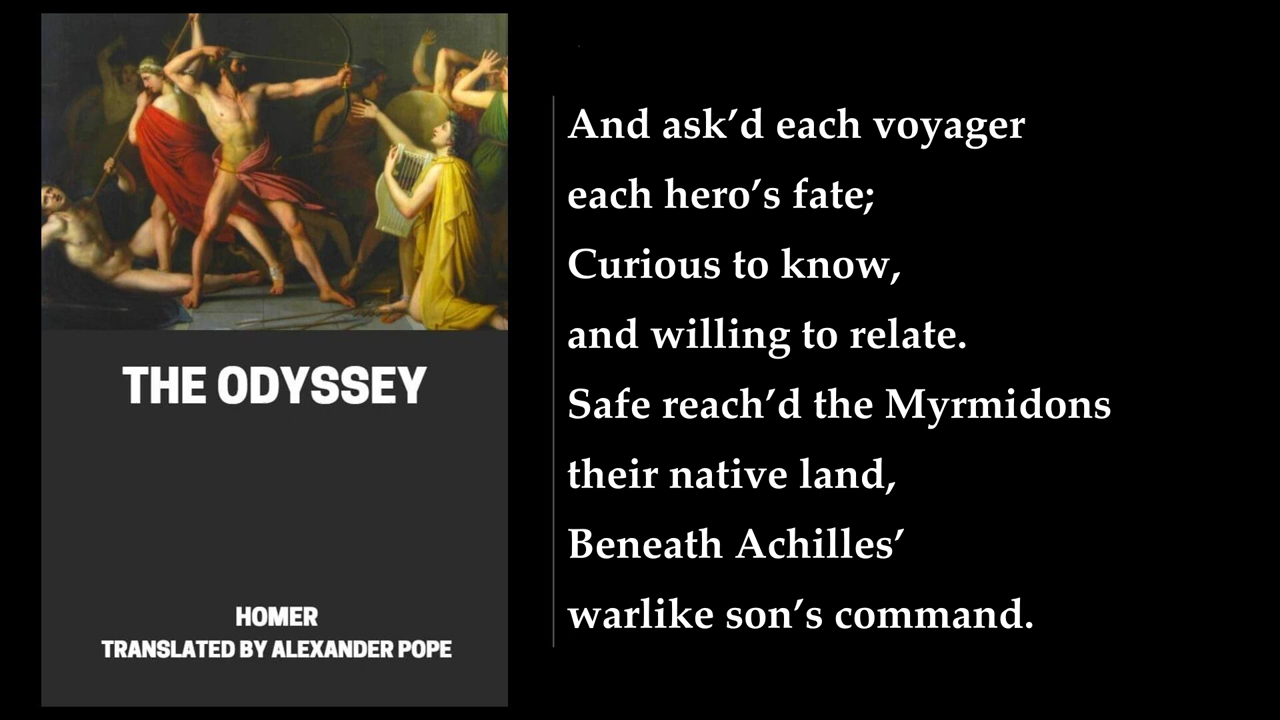 THE ODYSSEY
HOMER
TRANSLATED BY ALEXANDER POPE
And ask’d each voyager
each hero’s fate;
Curious to know,
and willing to relate.
Safe reach’d the Myrmidons
their native land,
Beneath Achilles’
warlike son’s command.